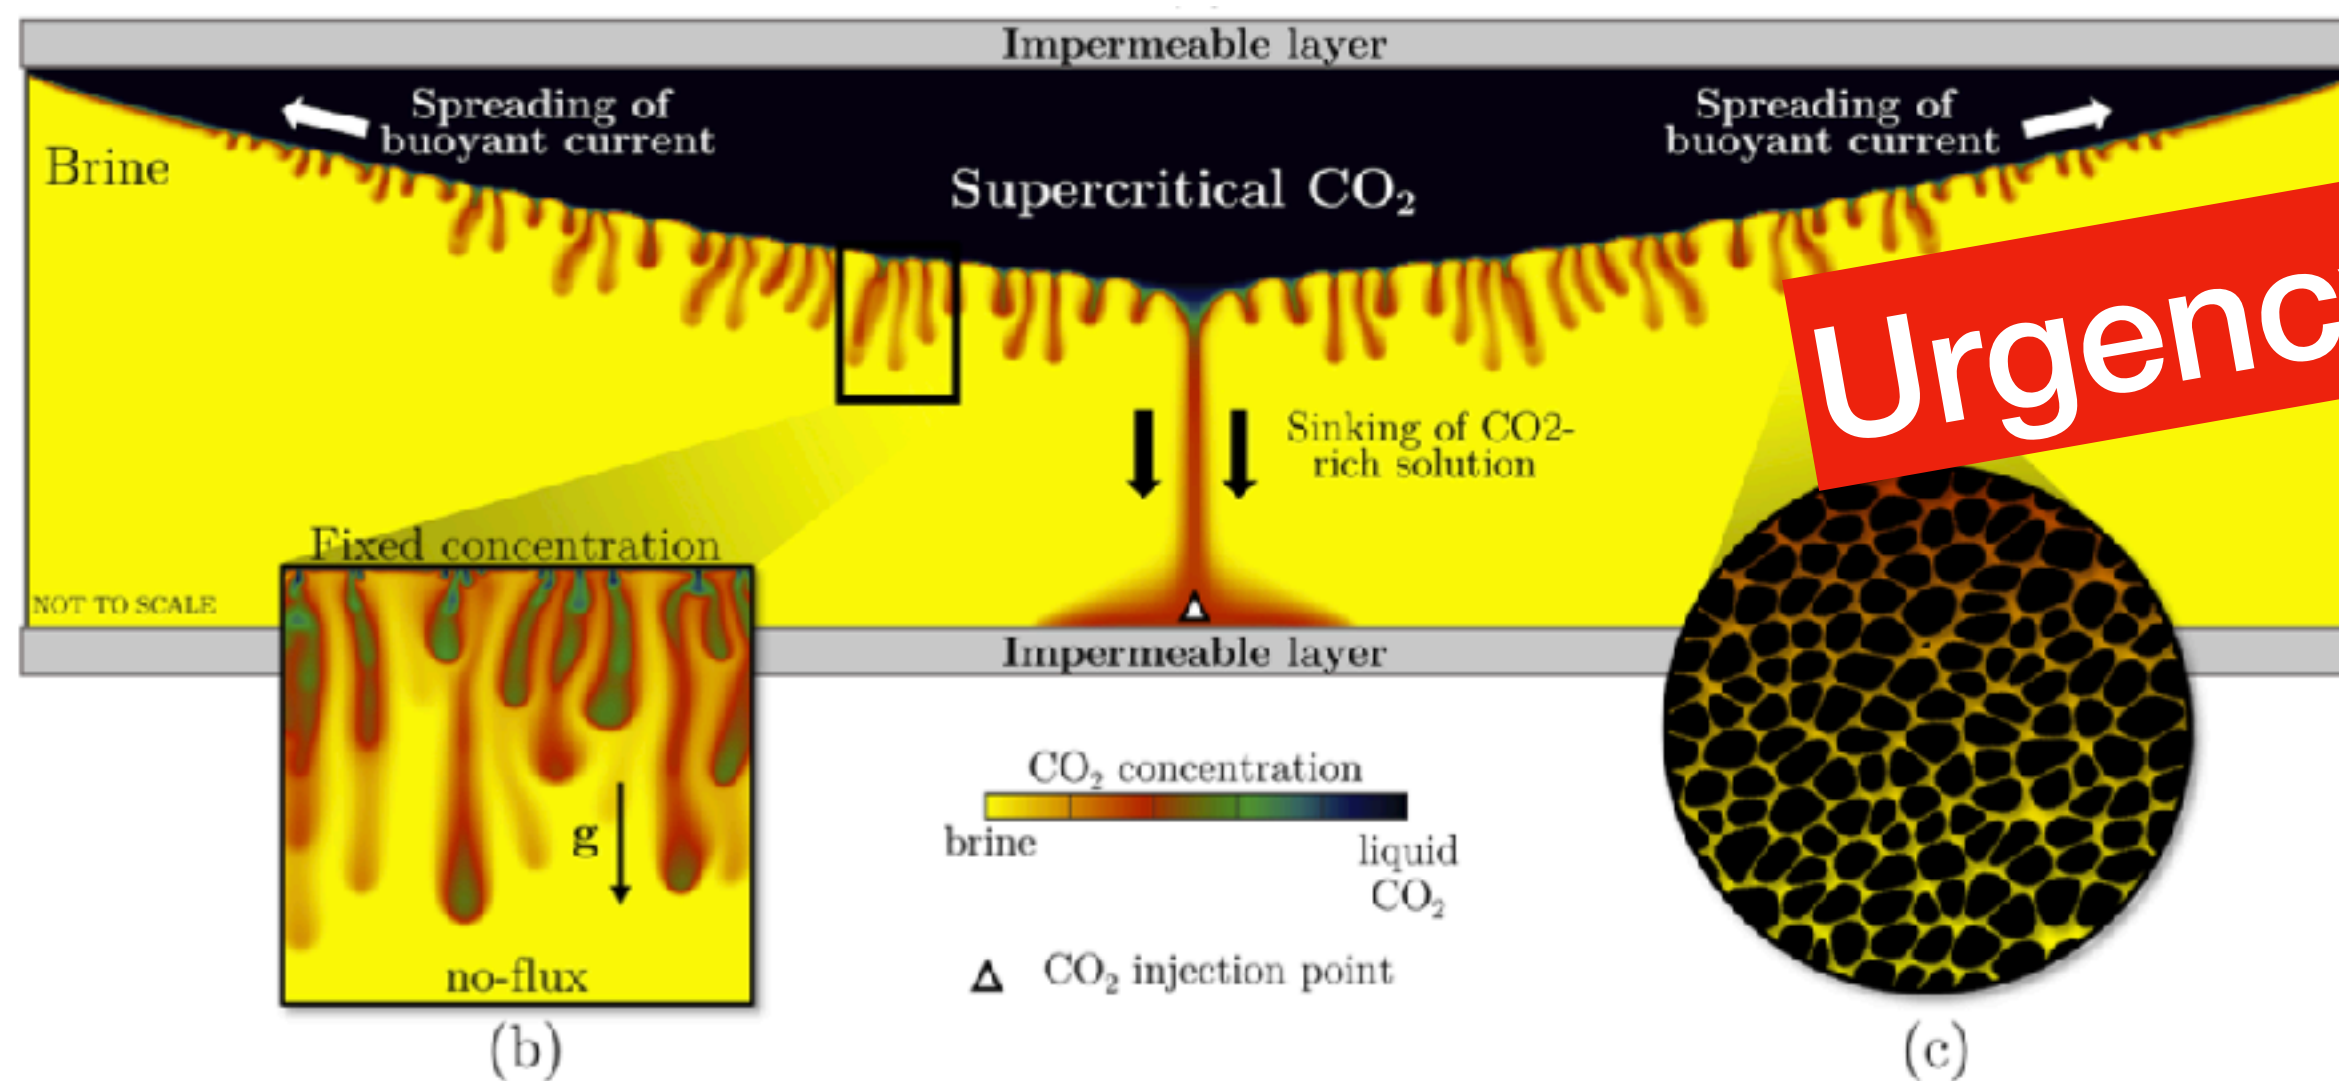 Impermeable layer
Spreading of
buoyant current
Spreading of
buoyant current
Brine
Supercritical CO₂
Urgenc
Sinking of CO2-
rich solution
Fixed concentration
NOT TO SCALE
Impermeable layer
g
no-flux
CO₂ concentration
brine
liquid
CO₂
CO₂ injection point
(b)
(c)